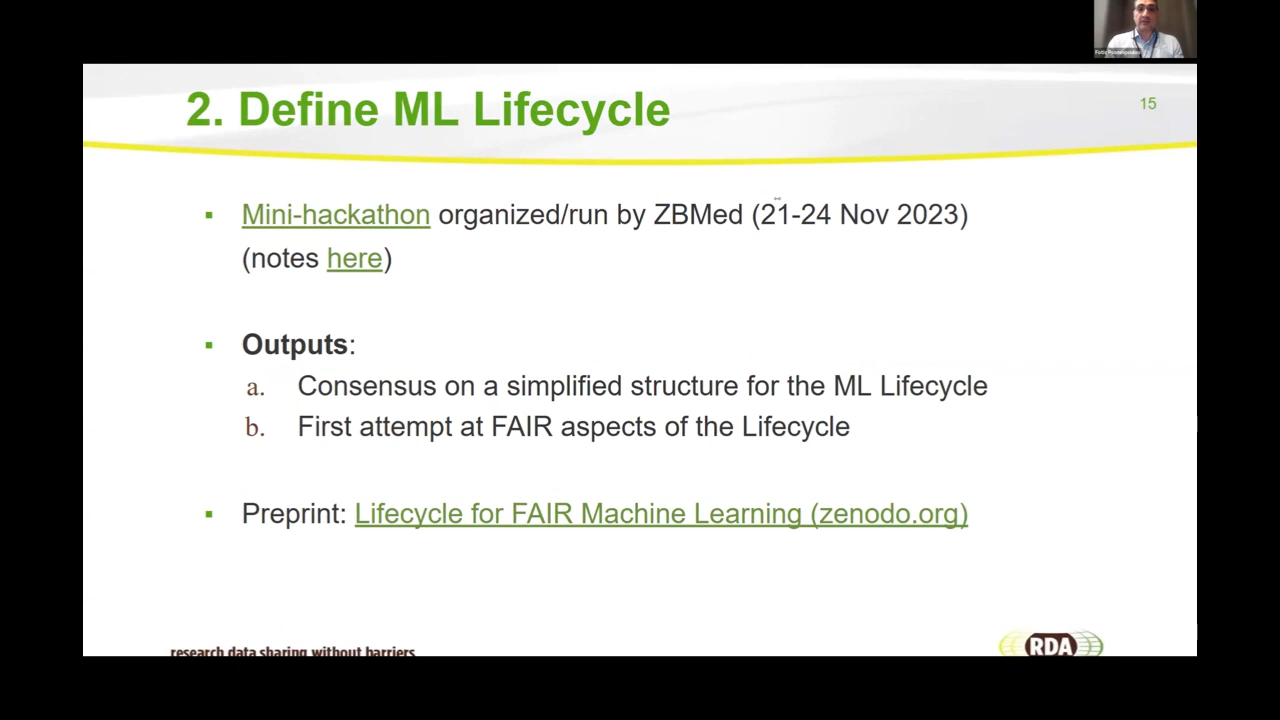 2. Define ML Lifecycle
15
▪ Mini-hackathon organized/run by ZBMed (21-24 Nov 2023)
(notes here)
▪ Outputs:
a. Consensus on a simplified structure for the ML Lifecycle
b. First attempt at FAIR aspects of the Lifecycle
▪ Preprint: Lifecycle for FAIR Machine Learning (zenodo.org)
research data sharing without barriers
RDA